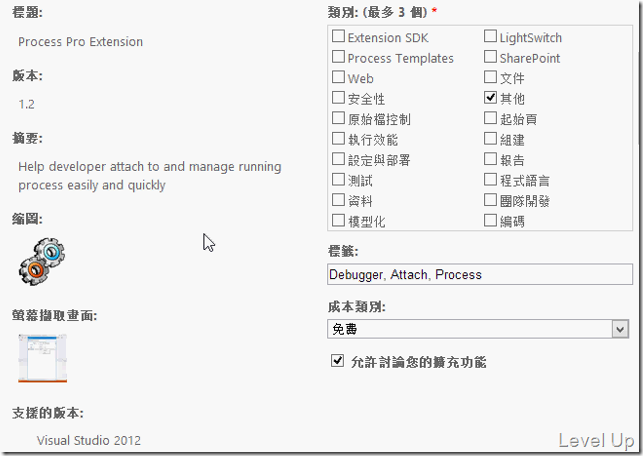 標題:
Process Pro Extension
版本:
1.2
摘要:
Help developer attach to and manage running
process easily and quickly
縮圖:
螢幕擷取畫面:
支援的版本:
Visual Studio 2012
類別: (最多 3 個) *
Extension SDK
LightSwitch
Process Templates
SharePoint
Web
文件
安全性
其他
原始檔控制
起始頁
執行效能
組建
設定與部署
報告
測試
程式語言
資料
團隊開發
模型化
編碼
標籤:
Debugger, Attach, Process
成本類別:
免費
允許討論您的擴充功能
Level Up